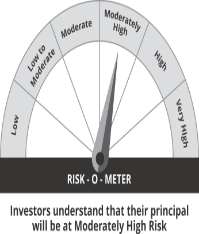 Low
Low to
Moderate
Moderate
Moderately
High
High
Very High
RISK - O - METER
Investors understand that their principal
will be at Moderately High Risk